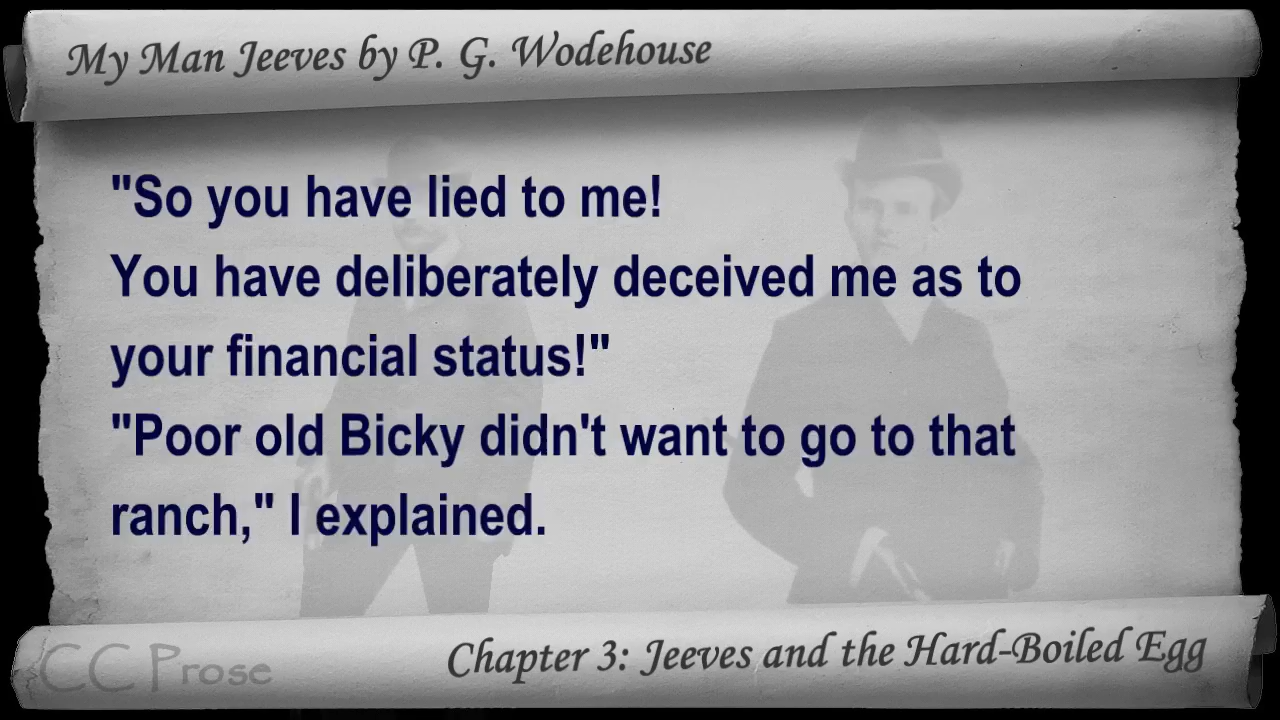 My Man Jeeves by P. G. Wodehouse
"So you have lied to me!
You have deliberately deceived me as to
your financial status!"
"Poor old Bicky didn't want to go to that
ranch," I explained.
CC Prose
Chapter 3: Jeeves and the Hard-Boiled Egg